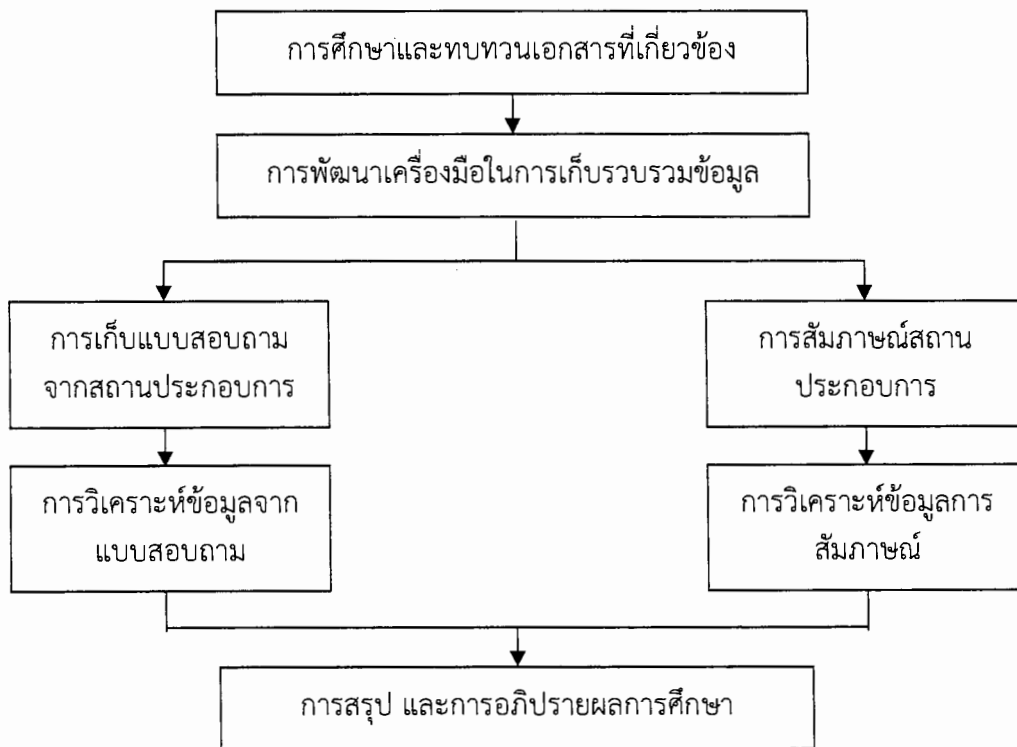 การศึกษาและทบทวนเอกสารที่เกี่ยวข้อง
การพัฒนาเครื่องมือในการเก็บรวบรวมข้อมูล
การเก็บแบบสอบถาม
จากสถานประกอบการ
การสัมภาษณ์สถาน
ประกอบการ
การวิเคราะห์ข้อมูลจาก
แบบสอบถาม
การวิเคราะห์ข้อมูลการ
สัมภาษณ์
การสรุป และการอภิปรายผลการศึกษา